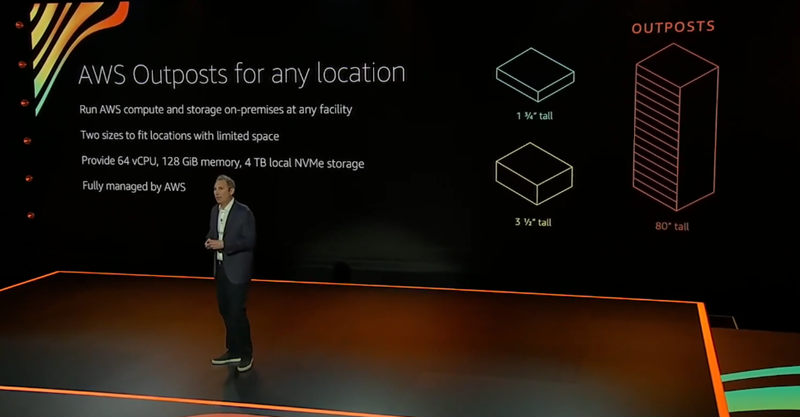 AWS Outposts for any location
Run AWS compute and storage on-premises at any facility
Two sizes to fit locations with limited space
Provide 64 vCPU, 128 GiB memory, 4 TB local NVMe storage
Fully managed by AWS
OUTPOSTS
1 ¾" tall
3 ½" tall
80" tall